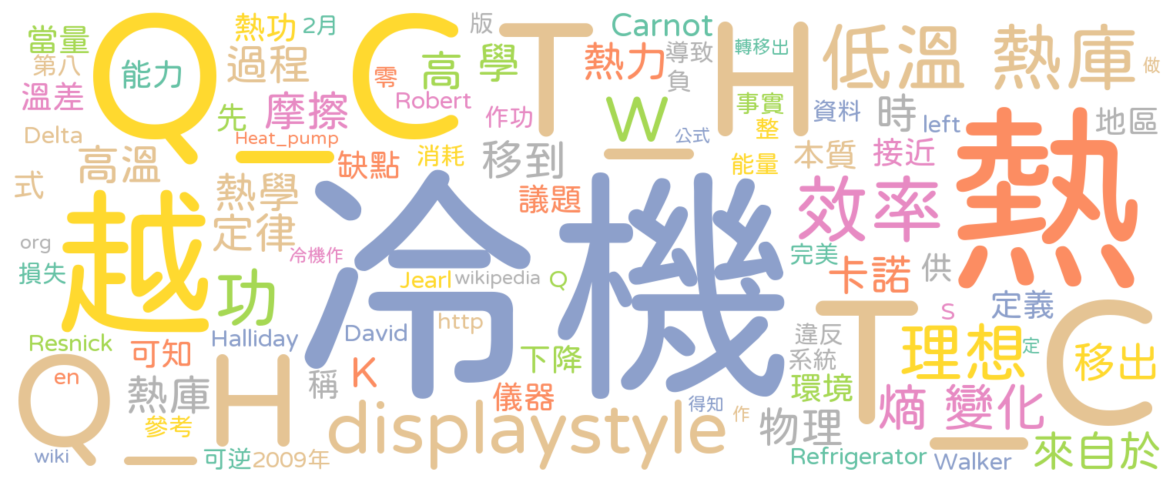 當量
熱功
2月
版
Carnot
轉移出
Q_C
T_H
低溫
熱庫
做
第八
能力
過程
零
高
學
熱力
導致
負
溫差
先
摩擦
Robert
作功
W_
事實
整
資料
時
left
地區
Delta
Heat_pump
公式
高溫
缺點
消耗
移到
能量
本質
接近
熱
式
熱學
定律
越
冷機
議題
效率
org
損失
冷機作
Jearl
wikipedia
Q
完美
卡諾
供
功
David
http
S
定義
Resnick
Halliday
可知
K
下降
違反
系統
定
T_C
理想
移出
Q_H
en
熱庫
稱
儀器
得知
環境
熵
變化
參考
displaystyle
作
物理
wiki
可逆
2009年
Refrigerator
Walker
來自於